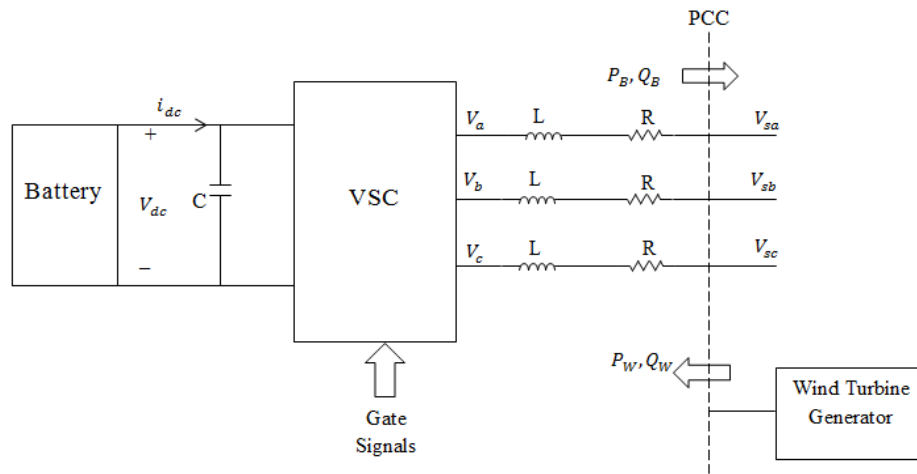 PCC
P_B, Q_B
i_dc
V_a
L
R
V_sa
+
Battery
V_dc
C
VSC
V_b
L
R
V_sb
−
V_c
L
R
V_sc
P_W, Q_W
Gate
Signals
Wind Turbine
Generator